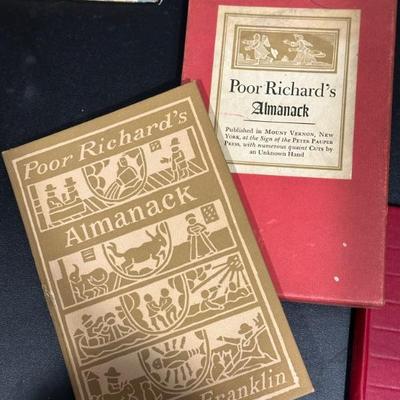 Poor Richard's
Almanack
Franklin
Poor Richard's
Almanack
Published in MOUNT VERNON, NEW
YORK, at the Sign of the PETER PAUPER
PRESS, with numerous quaint CUTS by
an Unknown Hand